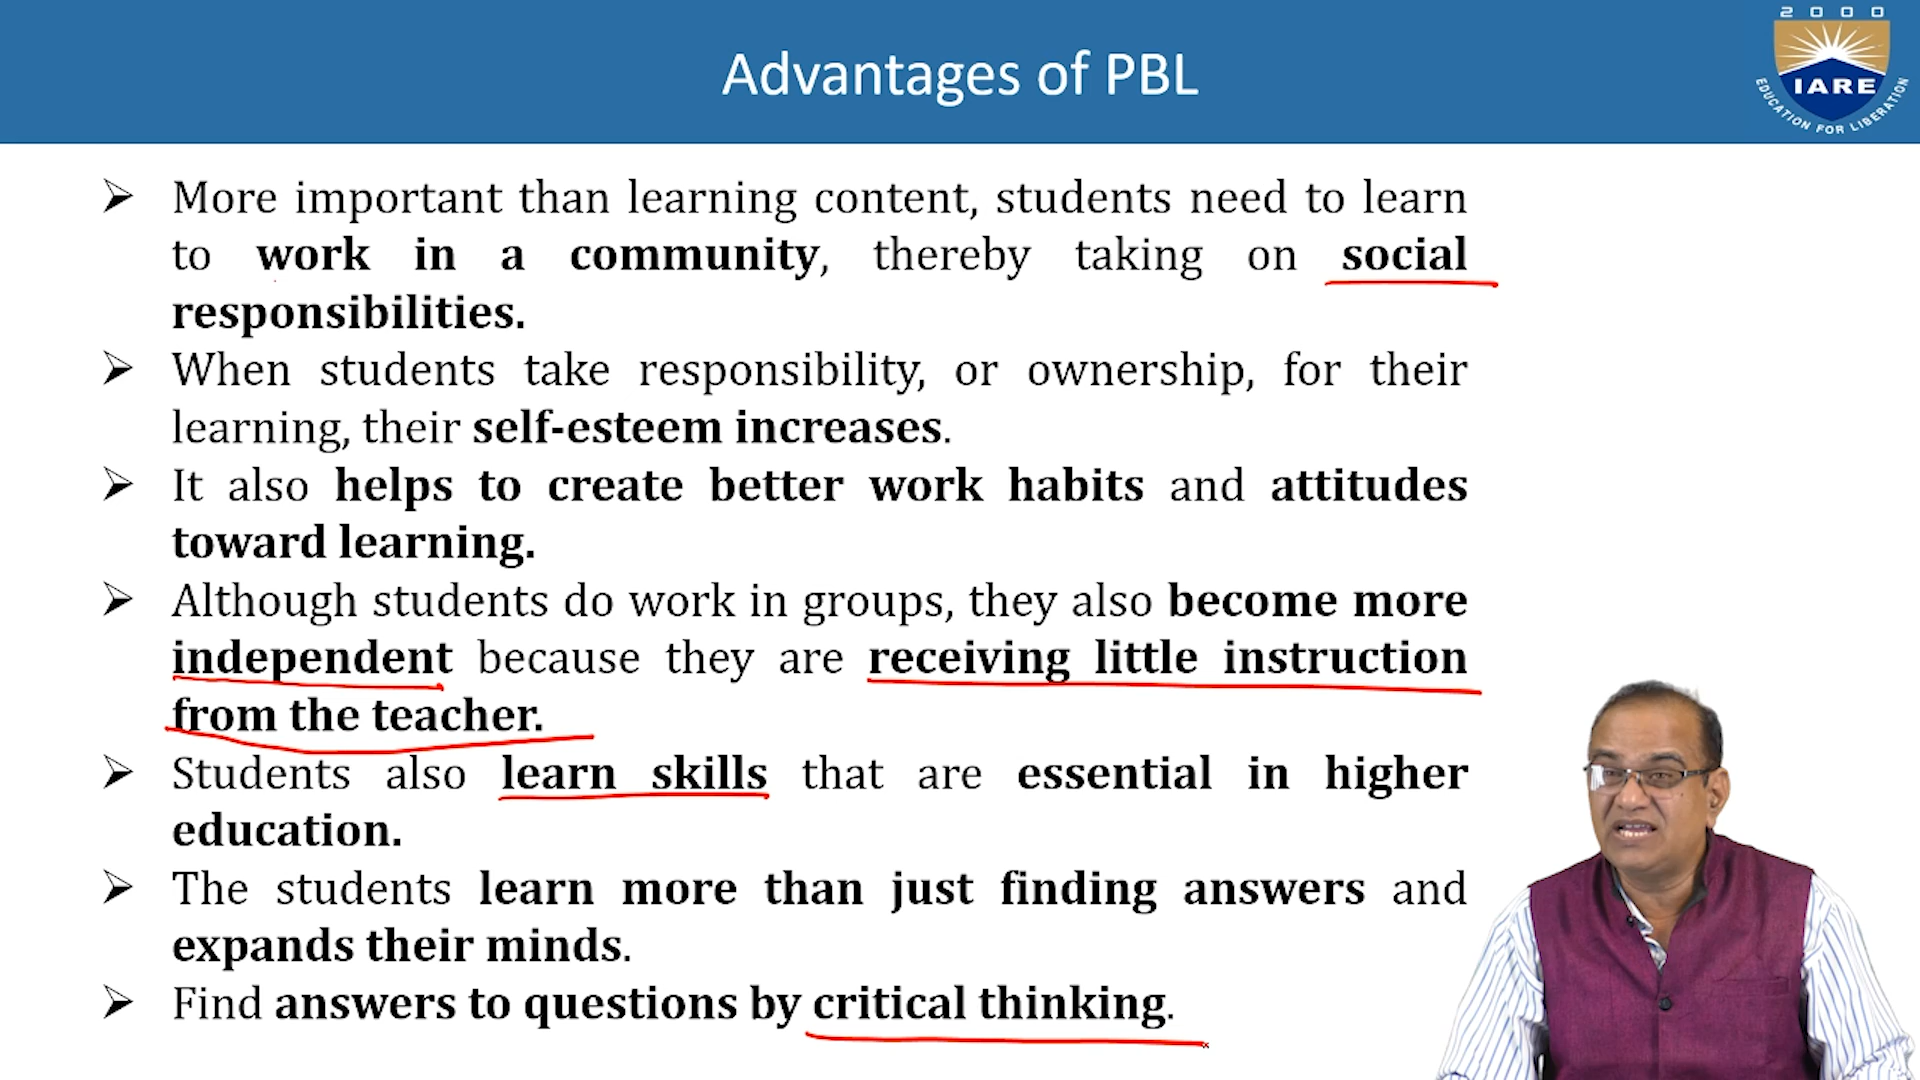 2000
IARE
EDUCATION FOR LIBERATION
Advantages of PBL
➢ More important than learning content, students need to learn
to work in a community, thereby taking on social
responsibilities.
➢ When students take responsibility, or ownership, for their
learning, their self-esteem increases.
➢ It also helps to create better work habits and attitudes
toward learning.
➢ Although students do work in groups, they also become more
independent because they are receiving little instruction
from the teacher.
➢ Students also learn skills that are essential in higher
education.
➢ The students learn more than just finding answers and
expands their minds.
➢ Find answers to questions by critical thinking.